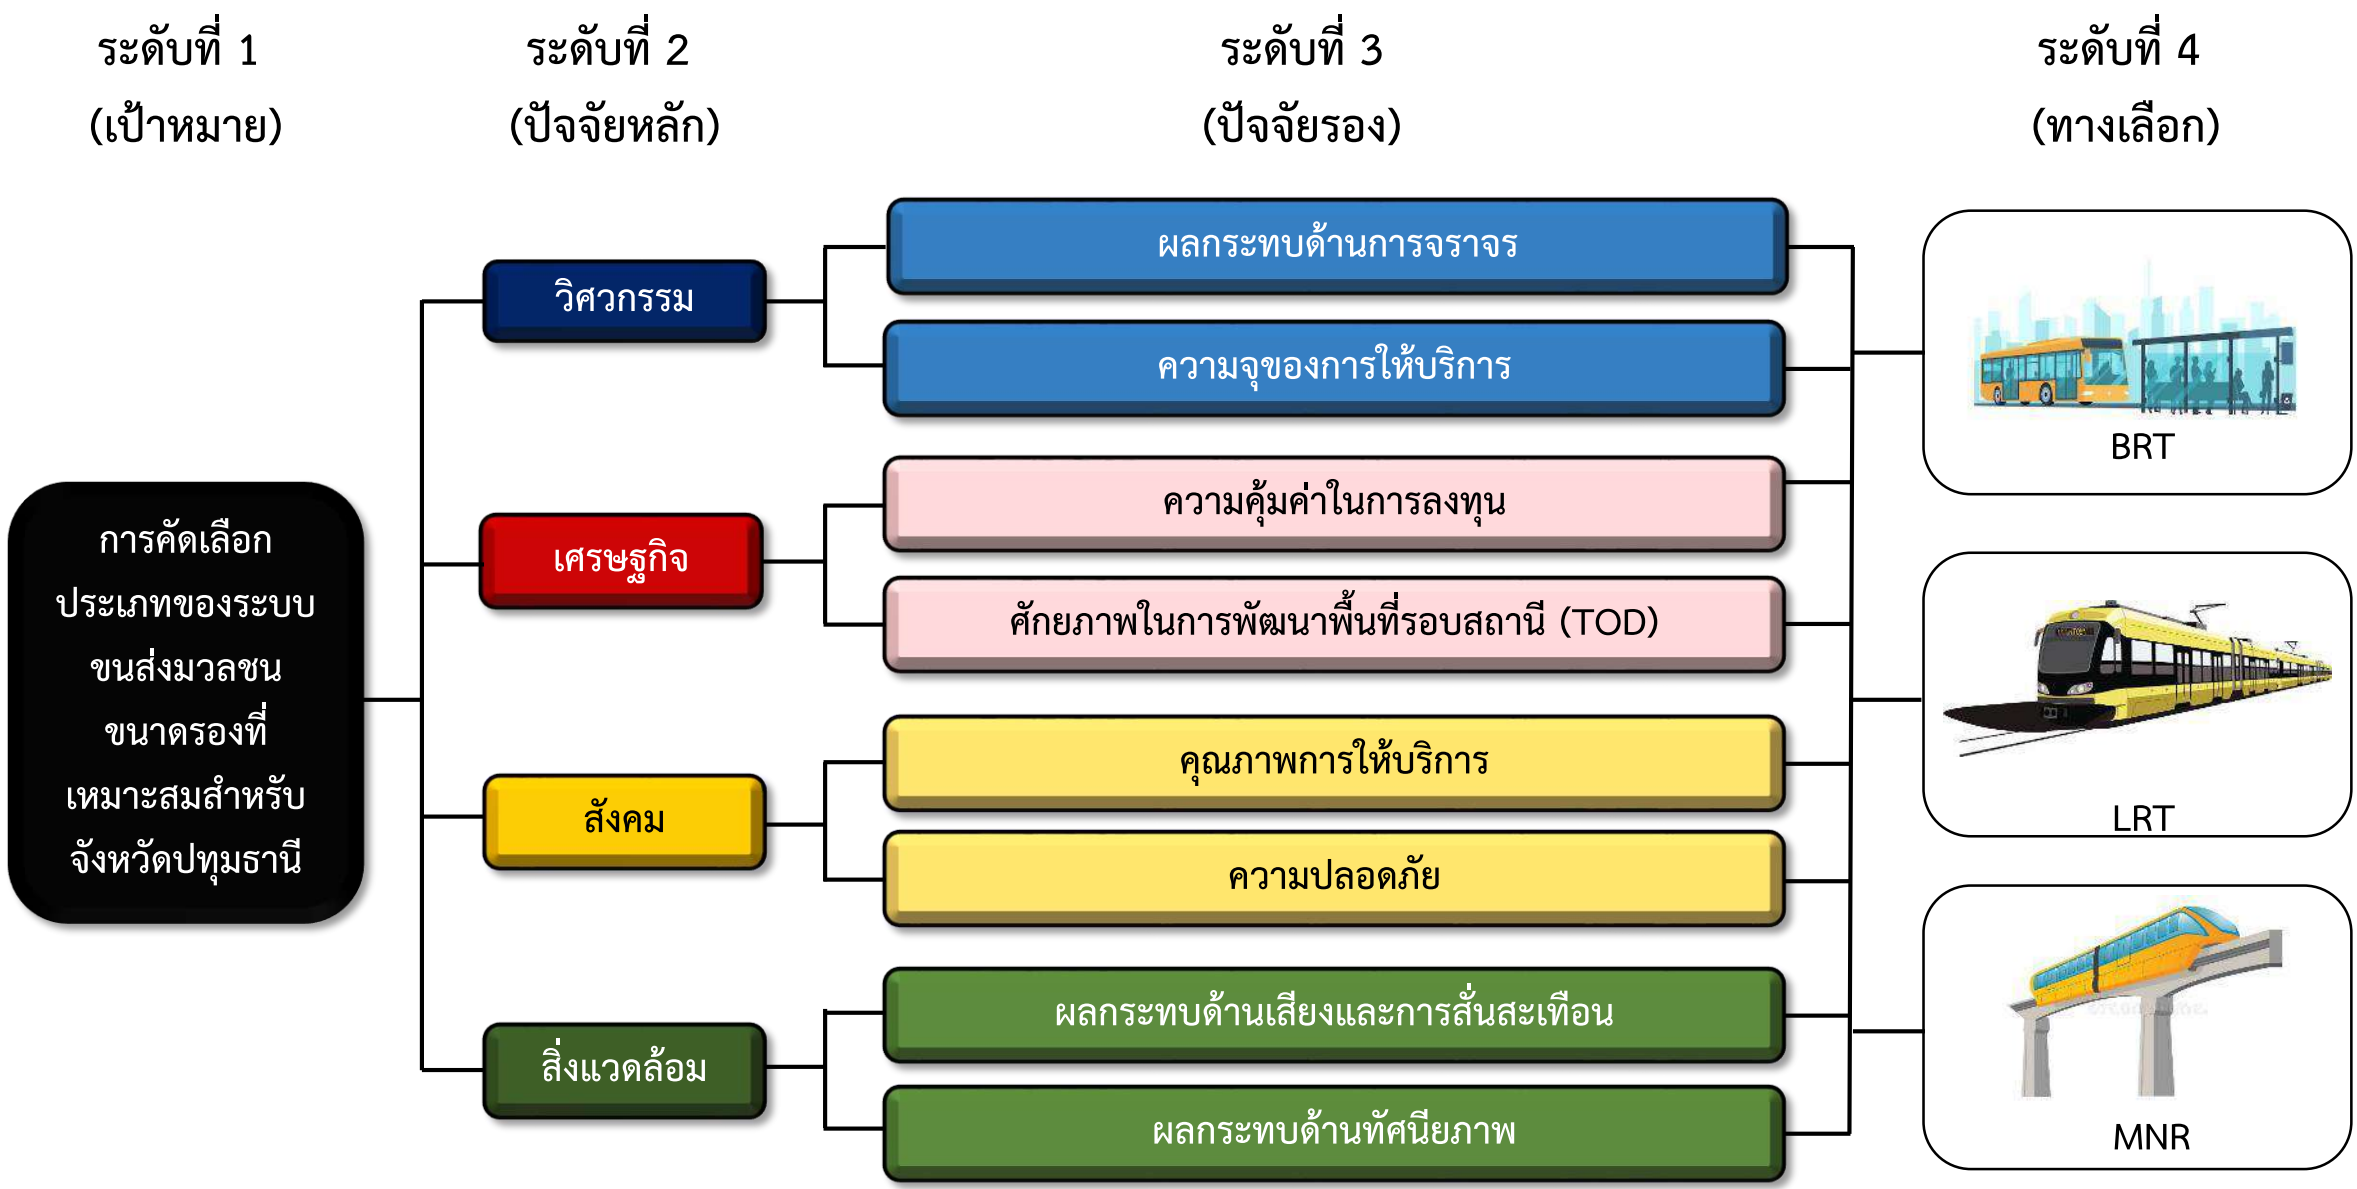 ระดับที่ 1
(เป้าหมาย)
ระดับที่ 2
(ปัจจัยหลัก)
ระดับที่ 3
(ปัจจัยรอง)
ระดับที่ 4
(ทางเลือก)
การคัดเลือก
ประเภทของระบบ
ขนส่งมวลชน
ขนาดรองที่
เหมาะสมสำหรับ
จังหวัดปทุมธานี
วิศวกรรม
ผลกระทบด้านการจราจร
ความจุของการให้บริการ
เศรษฐกิจ
ความคุ้มค่าในการลงทุน
ศักยภาพในการพัฒนาพื้นที่รอบสถานี (TOD)
สังคม
คุณภาพการให้บริการ
ความปลอดภัย
สิ่งแวดล้อม
ผลกระทบด้านเสียงและการสั่นสะเทือน
ผลกระทบด้านทัศนียภาพ
BRT
LRT
MNR